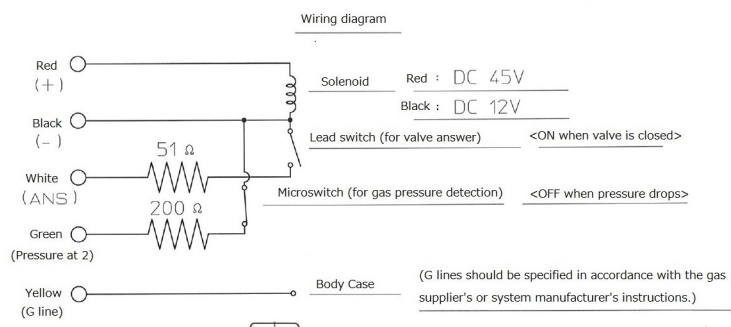 Wiring diagram
Red
(+)
Solenoid
Red : DC 45V
Black : DC 12V
Black
(-)
Lead switch (for valve answer)
<ON when valve is closed>
51 Ω
White
(ANS)
Microswitch (for gas pressure detection)
<OFF when pressure drops>
200 Ω
Green
(Pressure at 2)
Body Case
(G lines should be specified in accordance with the gas
supplier's or system manufacturer's instructions.)
Yellow
(G line)